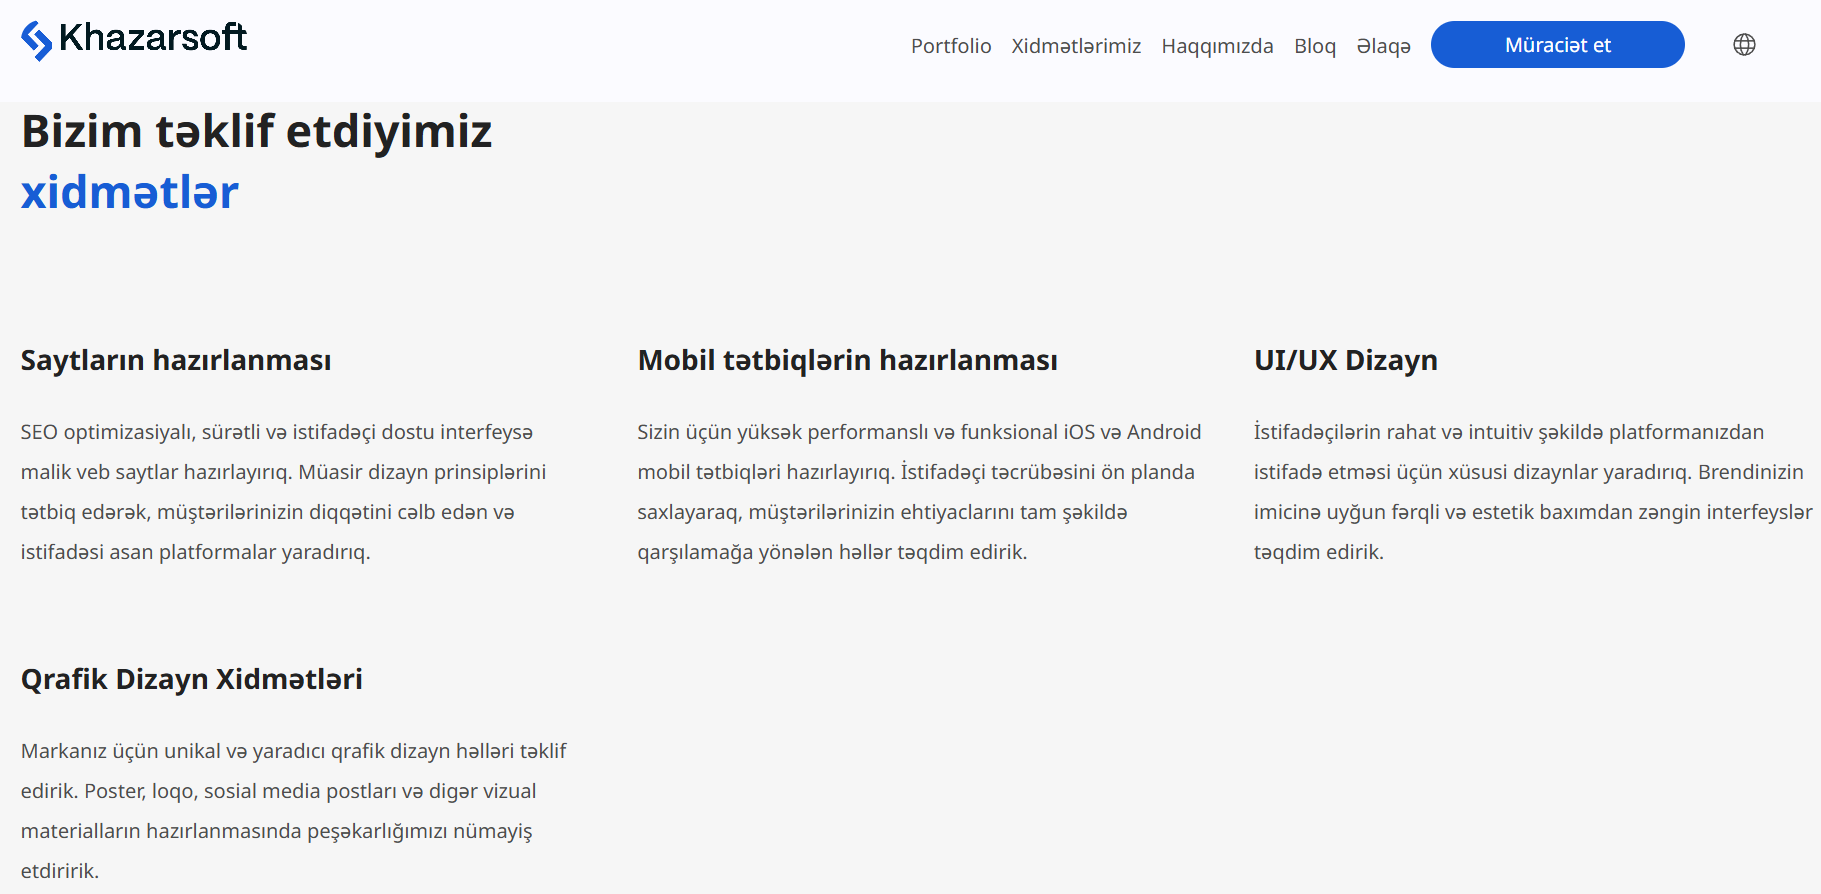 Khazarsoft
Portfolio Xidmətlərimiz Haqqımızda Bloq Əlaqə Müraciət et
Bizim təklif etdiyimiz
xidmətlər
Saytların hazırlanması
SEO optimizasiyalı, sürətli və istifadəçi dostu interfeysə
malik veb saytlar hazırlayırıq. Müasir dizayn prinsiplərini
tətbiq edərək, müştərilərinizin diqqətini cəlb edən və
istifadəsi asan platformalar yaradırıq.
Mobil tətbiqlərin hazırlanması
Sizin üçün yüksək performanslı və funksional iOS və Android
mobil tətbiqləri hazırlayırıq. İstifadəçi təcrübəsini ön planda
saxlayaraq, müştərilərinizin ehtiyaclarını tam şəkildə
qarşılamağa yönələn həllər təqdim edirik.
UI/UX Dizayn
İstifadəçilərin rahat və intuitiv şəkildə platformanızdan
istifadə etməsi üçün xüsusi dizaynlar yaradırıq. Brendinizin
imicinə uyğun fərqli və estetik baxımdan zəngin interfeyslər
təqdim edirik.
Qrafik Dizayn Xidmətləri
Markanız üçün unikal və yaradıcı qrafik dizayn həlləri təklif
edirik. Poster, loqo, sosial media postları və digər vizual
materialların hazırlanmasında peşəkarlığımızı nümayiş
etdiririk.